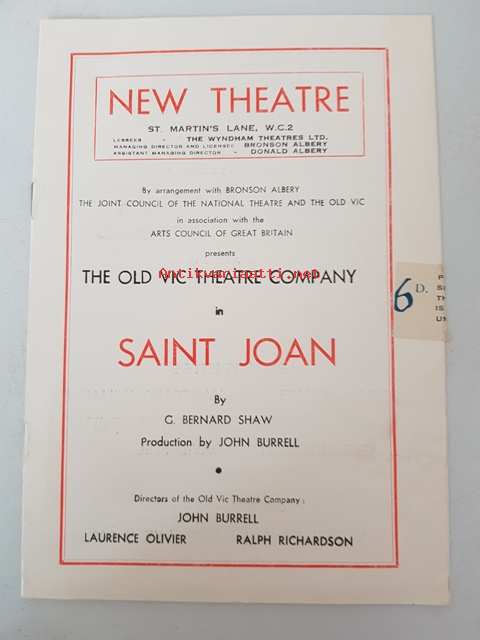 NEW THEATRE
ST. MARTIN'S LANE, W.C.2
LESSEES - THE WYNDHAM THEATRES LTD.
MANAGING DIRECTOR AND LICENSEE BRONSON ALBERY
ASSISTANT MANAGING DIRECTOR - DONALD ALBERY
By arrangement with BRONSON ALBERY
THE JOINT COUNCIL OF THE NATIONAL THEATRE AND THE OLD VIC
in association with the
ARTS COUNCIL OF GREAT BRITAIN
presents
Antikvariaatti.net
THE OLD VIC THEATRE COMPANY
in
6D.
SAINT JOAN
By
G. BERNARD SHAW
Production by JOHN BURRELL
Directors of the Old Vic Theatre Company:
JOHN BURRELL
LAURENCE OLIVIER RALPH RICHARDSON